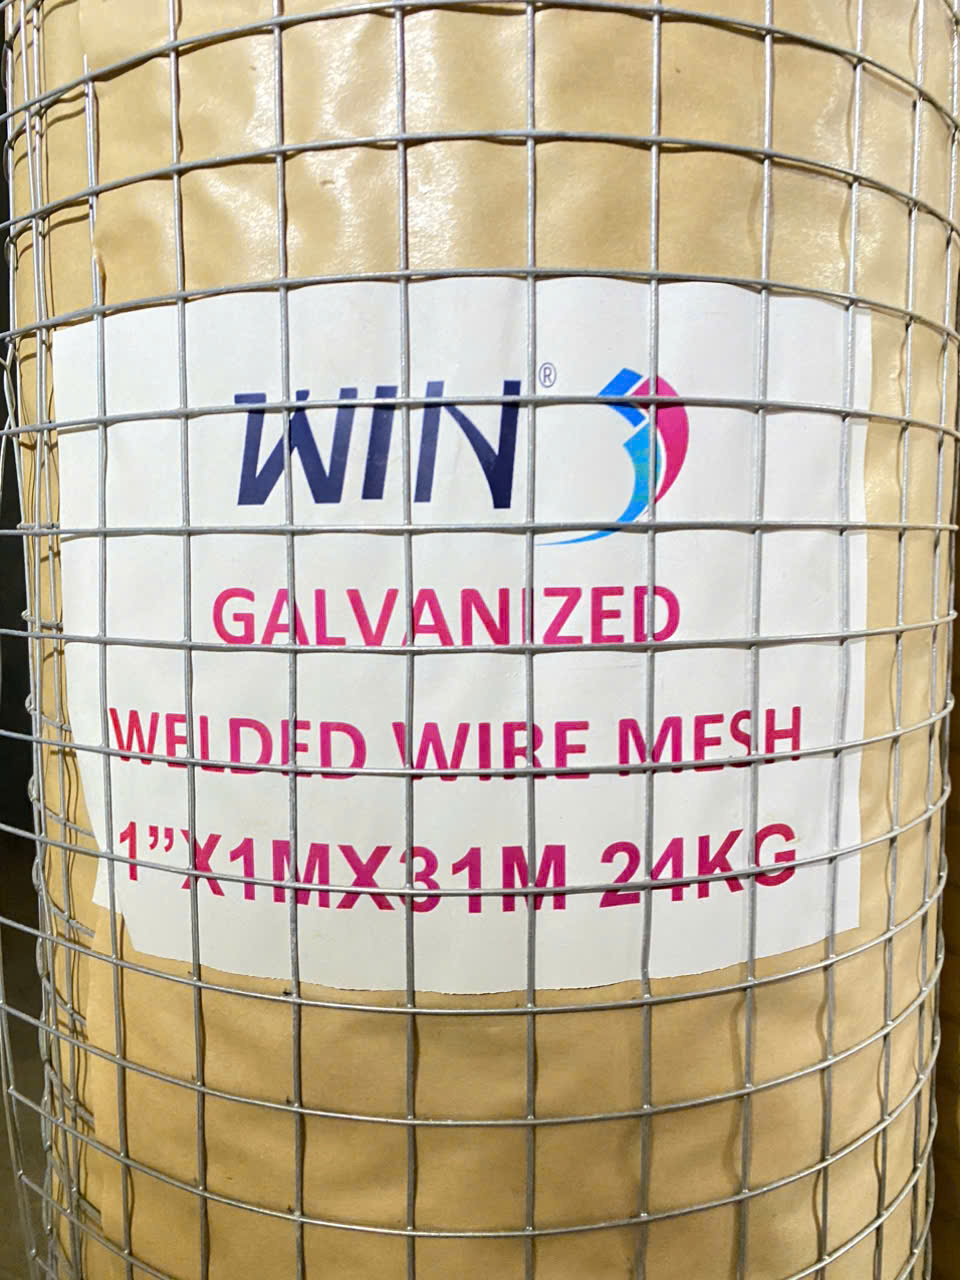 WIN®
GALVANIZED
WELDED WIRE MESH
1”X1MX31M 24KG